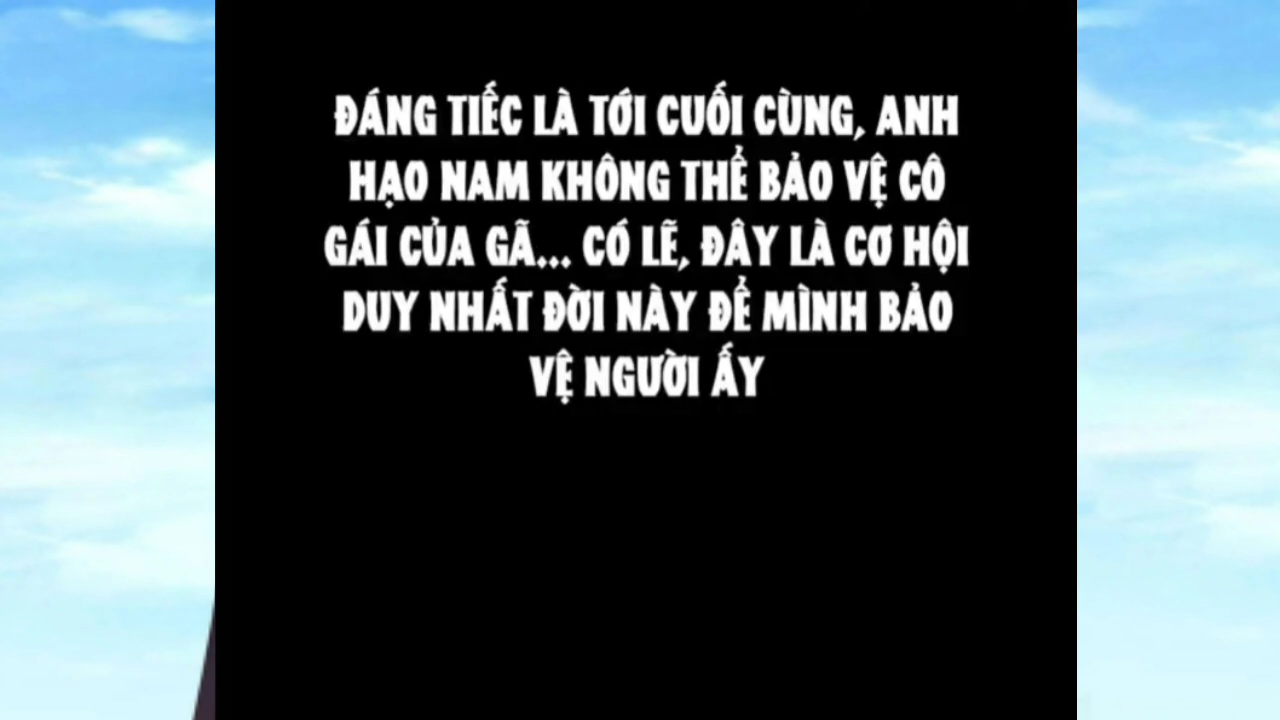 ĐÁNG TIẾC LÀ TỚI CUỐI CÙNG, ANH
HẠO NAM KHÔNG THỂ BẢO VỆ CÔ
GÁI CỦA GÃ... CÓ LẼ, ĐÂY LÀ CƠ HỘI
DUY NHẤT ĐỜI NÀY ĐỂ MÌNH BẢO
VỆ NGƯỜI ẤY